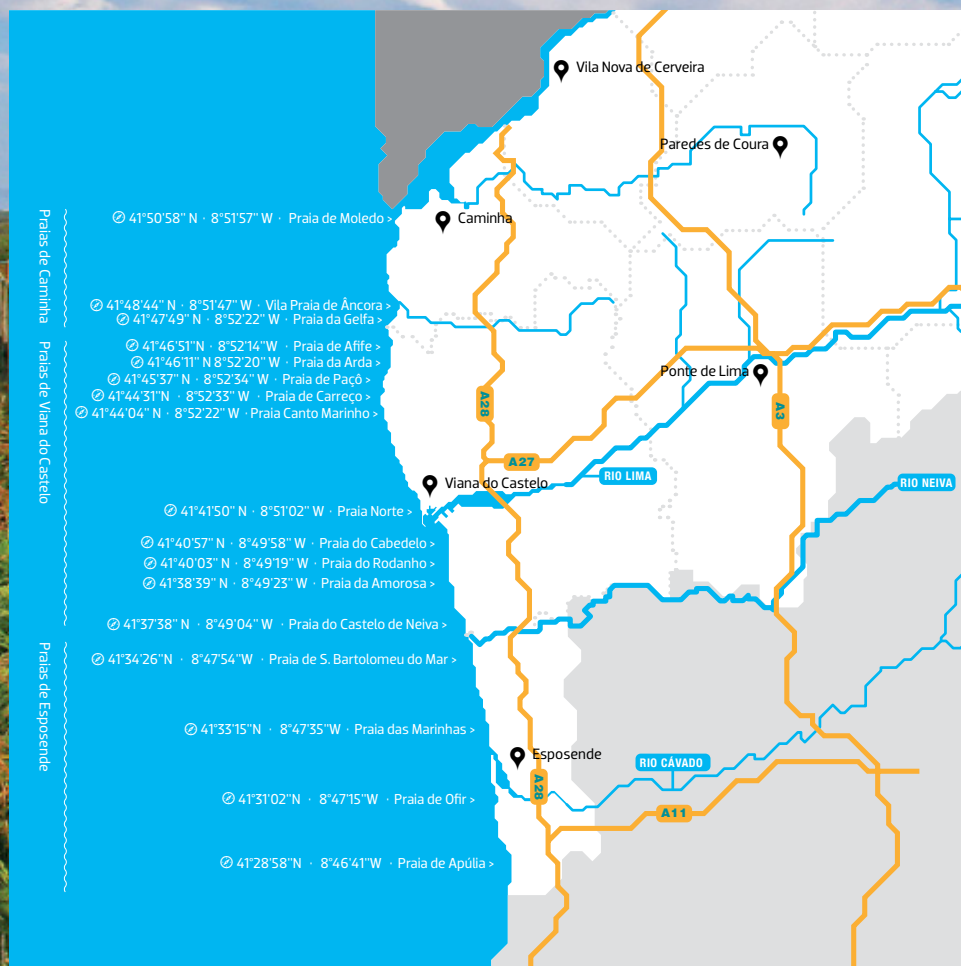 Vila Nova de Cerveira
Paredes de Coura
Praias de Caminha
41°50'58'' N · 8°51'57'' W · Praia de Moledo >
Caminha
41°48'44'' N · 8°51'47'' W · Vila Praia de Âncora >
41°47'49'' N · 8°52'22'' W · Praia da Gelfa >
Praias de Viana do Castelo
41°46'51''N · 8°52'14''W · Praia de Afife >
41°46'11'' N 8°52'20'' W · Praia da Arda >
41°45'37'' N · 8°52'34'' W · Praia de Paçó >
41°44'31''N · 8°52'33'' W · Praia de Carreço >
41°44'04'' N · 8°52'22'' W · Praia Canto Marinho >
Ponte de Lima
A28
A3
A27
RIO LIMA
Viana do Castelo
RIO NEIVA
41°41'50'' N · 8°51'02'' W · Praia Norte >
41°40'57'' N · 8°49'58'' W · Praia do Cabedelo >
41°40'03'' N · 8°49'19'' W · Praia do Rodanho >
41°38'39'' N · 8°49'23'' W · Praia da Amorosa >
41°37'38'' N · 8°49'04'' W · Praia do Castelo de Neiva >
Praias de Esposende
41°34'26''N · 8°47'54''W · Praia de S. Bartolomeu do Mar >
41°33'15''N · 8°47'35''W · Praia das Marinhas >
Esposende
RIO CÁVADO
A28
41°31'02''N · 8°47'15''W · Praia de Ofir >
A11
41°28'58''N · 8°46'41''W · Praia de Apúlia >